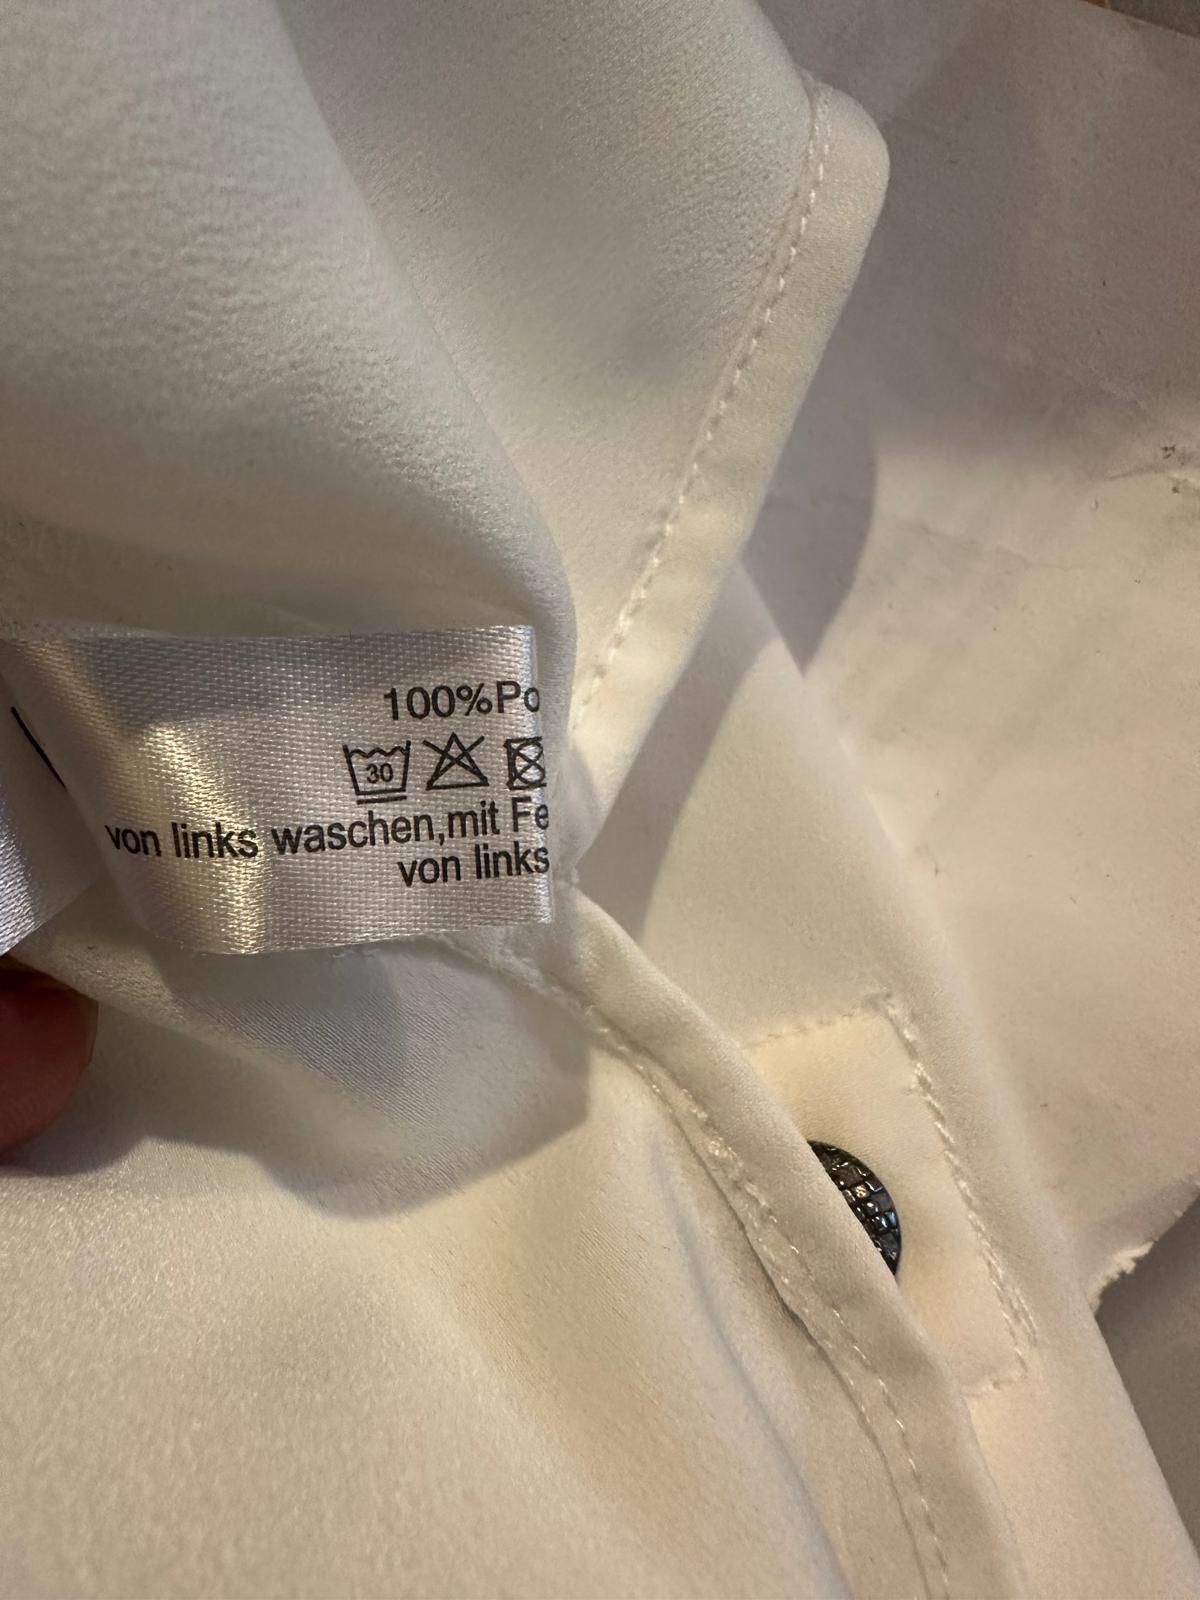 100%Po
30
von links waschen,mit Fe
von links